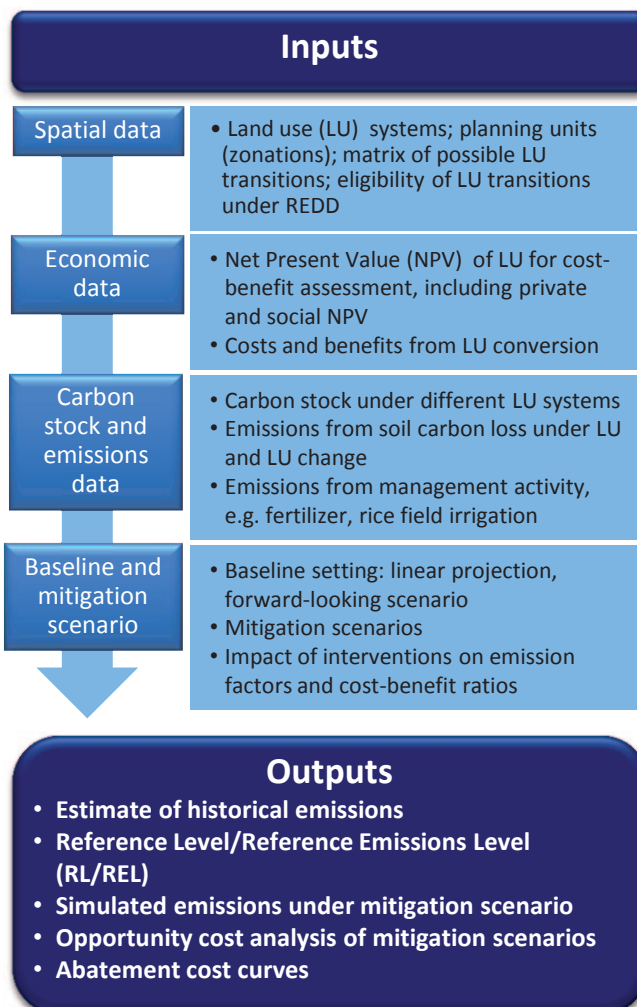 Inputs
Spatial data
• Land use (LU) systems; planning units
(zonations); matrix of possible LU
transitions; eligibility of LU transitions
under REDD
Economic
data
• Net Present Value (NPV) of LU for cost-
benefit assessment, including private
and social NPV
• Costs and benefits from LU conversion
Carbon
stock and
emissions
data
• Carbon stock under different LU systems
• Emissions from soil carbon loss under LU
and LU change
• Emissions from management activity,
e.g. fertilizer, rice field irrigation
Baseline and
mitigation
scenario
• Baseline setting: linear projection,
forward-looking scenario
• Mitigation scenarios
• Impact of interventions on emission
factors and cost-benefit ratios
Outputs
• Estimate of historical emissions
• Reference Level/Reference Emissions Level
(RL/REL)
• Simulated emissions under mitigation scenario
• Opportunity cost analysis of mitigation scenarios
• Abatement cost curves